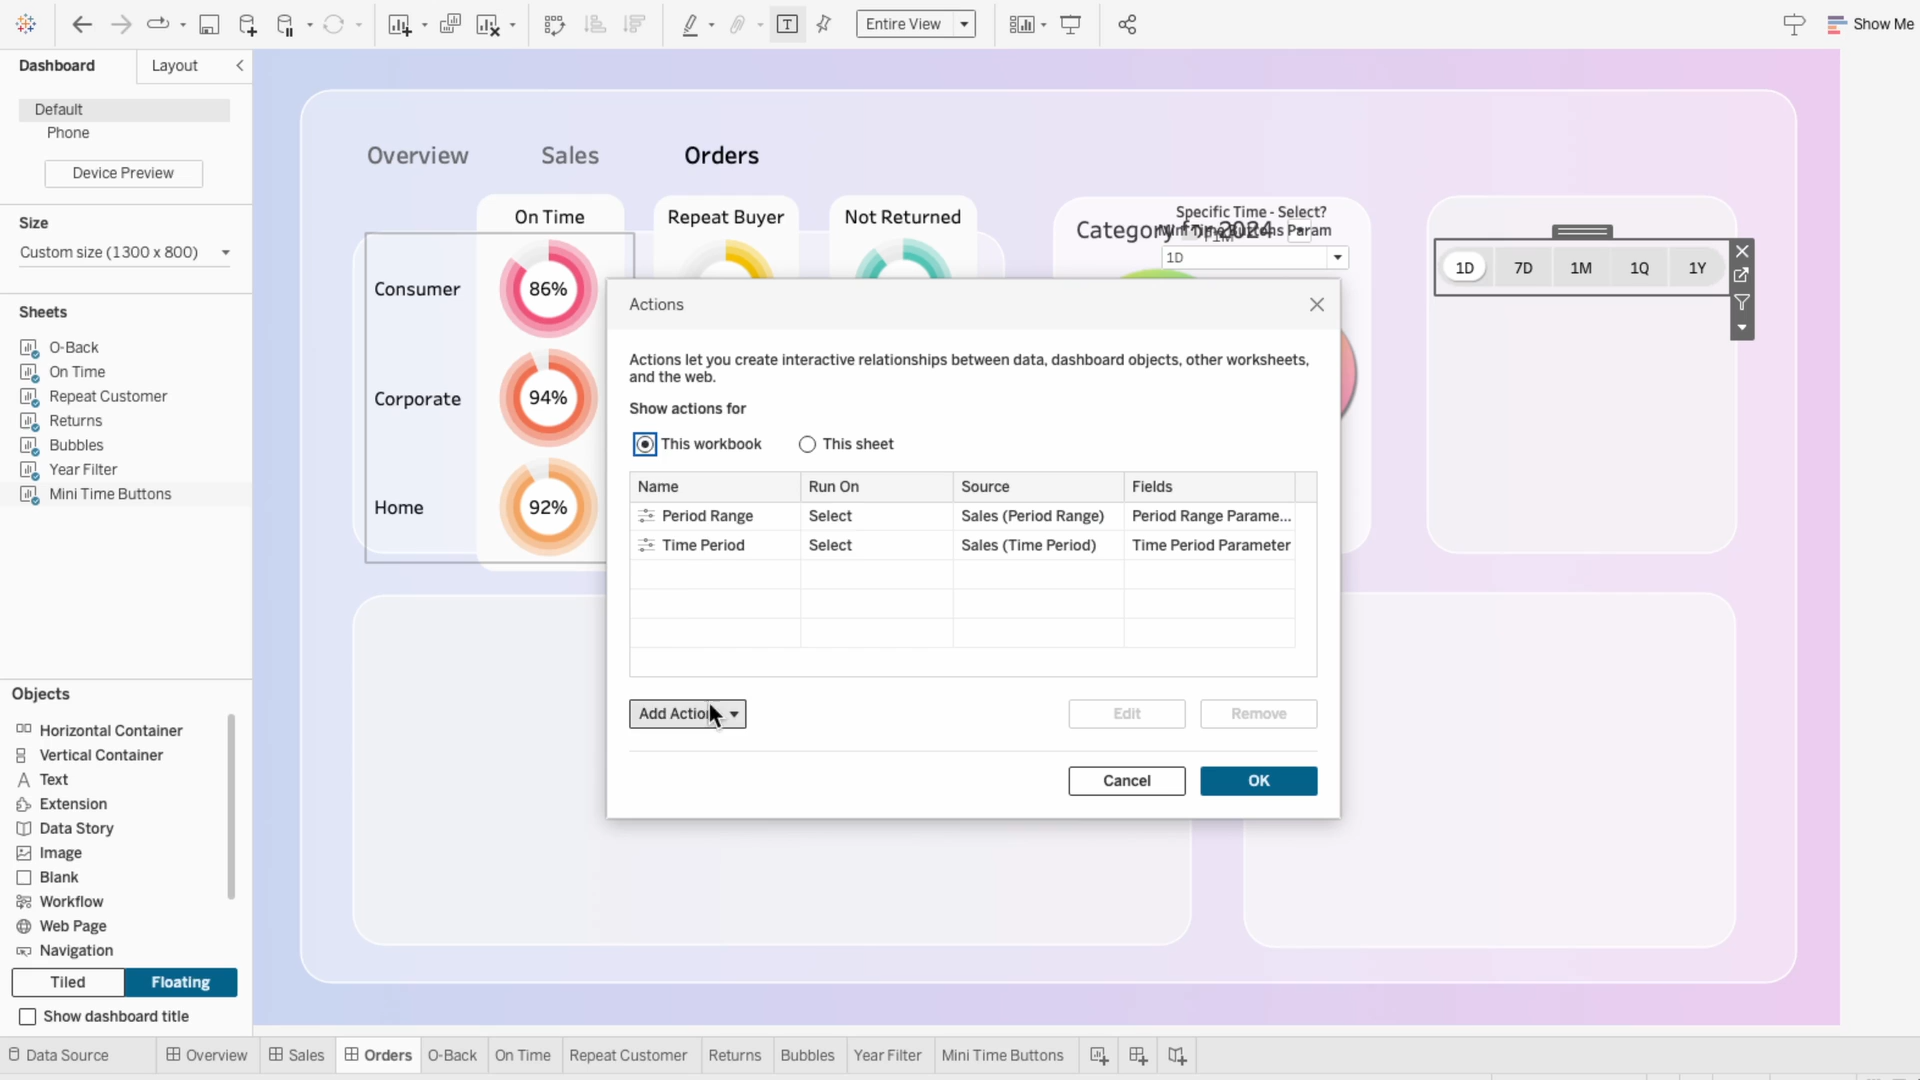 Entire View
Show Me
Dashboard
Layout
Default
Phone
Device Preview
Size
Custom size (1300 x 800)
Sheets
O-Back
On Time
Repeat Customer
Returns
Bubbles
Year Filter
Mini Time Buttons
Objects
Horizontal Container
Vertical Container
Text
Extension
Data Story
Image
Blank
Workflow
Web Page
Navigation
Tiled
Floating
Show dashboard title
Overview
Sales
Orders
On Time
Repeat Buyer
Not Returned
Consumer
86%
Corporate
94%
Home
92%
Category for 2024
Specific Time - Select?
Mini Time Buttons Param
1D
1D
7D
1M
1Q
1Y
Actions
Actions let you create interactive relationships between data, dashboard objects, other worksheets,
and the web.
Show actions for
This workbook
This sheet
Name
Run On
Source
Fields
Period Range
Select
Sales (Period Range)
Period Range Parame...
Time Period
Select
Sales (Time Period)
Time Period Parameter
Add Action
Edit
Remove
Cancel
OK
Data Source
Overview
Sales
Orders
O-Back
On Time
Repeat Customer
Returns
Bubbles
Year Filter
Mini Time Buttons